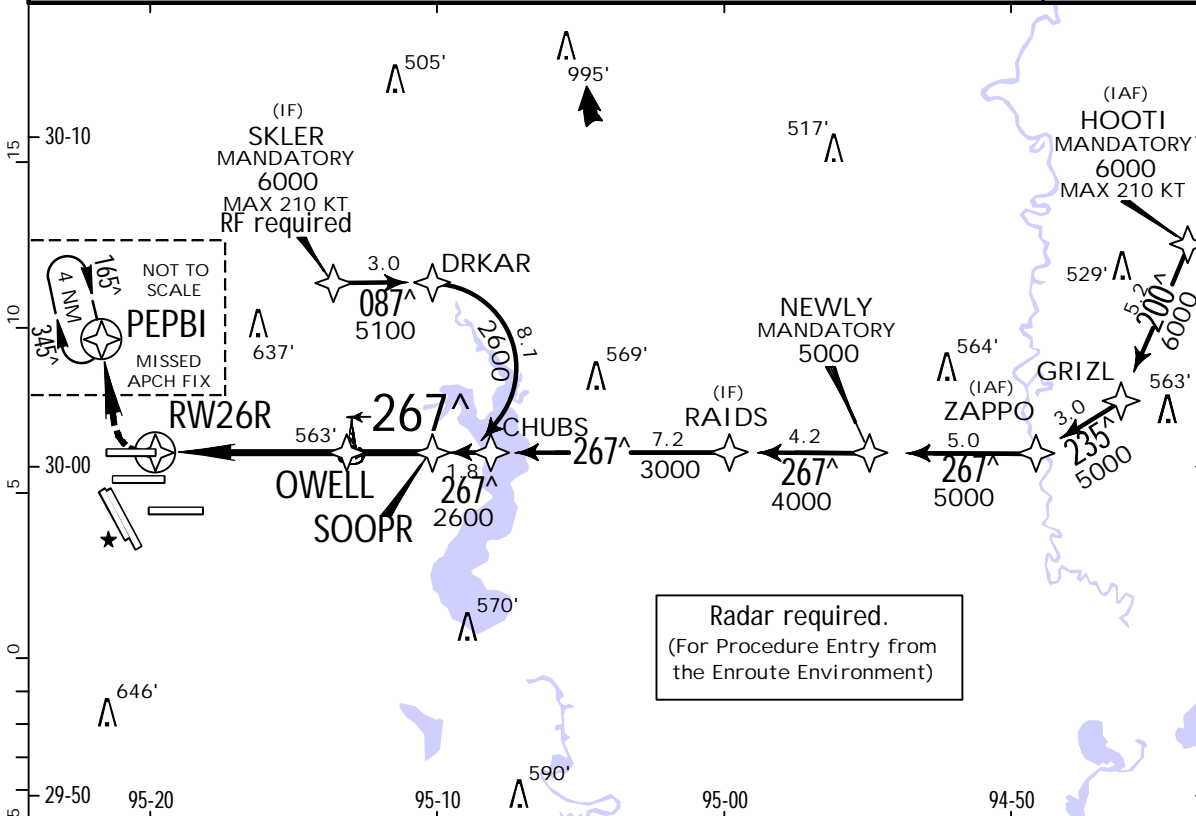 505'
995'
(IF)
SKLER
MANDATORY
6000
MAX 210 KT
RF required
517'
(IAF)
HOOTI
MANDATORY
6000
MAX 210 KT
30-10
15
3.0
DRKAR
087^
5100
8.1
2600
529'
5.2
200^
6000
165^
4 NM
345^
NOT TO
SCALE
PEPBI
MISSED
APCH FIX
10
637'
NEWLY
MANDATORY
5000
569'
564'
GRIZL
563'
(IAF)
ZAPPO
3.0
235^
5000
(IF)
RAIDS
RW26R
563'
267^
CHUBS
267^
7.2
3000
4.2
267^
4000
5.0
267^
5000
30-00
OWELL
1.8
267^
2600
SOOPR
5
570'
Radar required.
(For Procedure Entry from
the Enroute Environment)
0
646'
590'
29-50
95-20
95-10
95-00
94-50
5